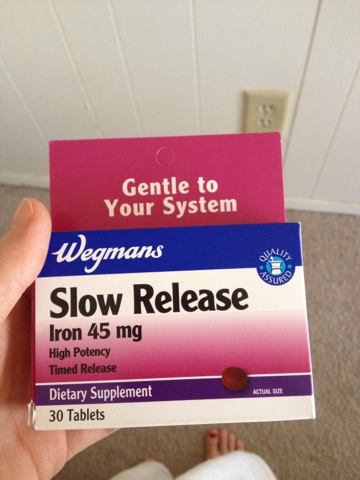 Gentle to
Your System
Wegmans
QUALITY
ASSURED
Slow Release
Iron 45 mg
High Potency
Timed Release
Dietary Supplement
ACTUAL SIZE
30 Tablets